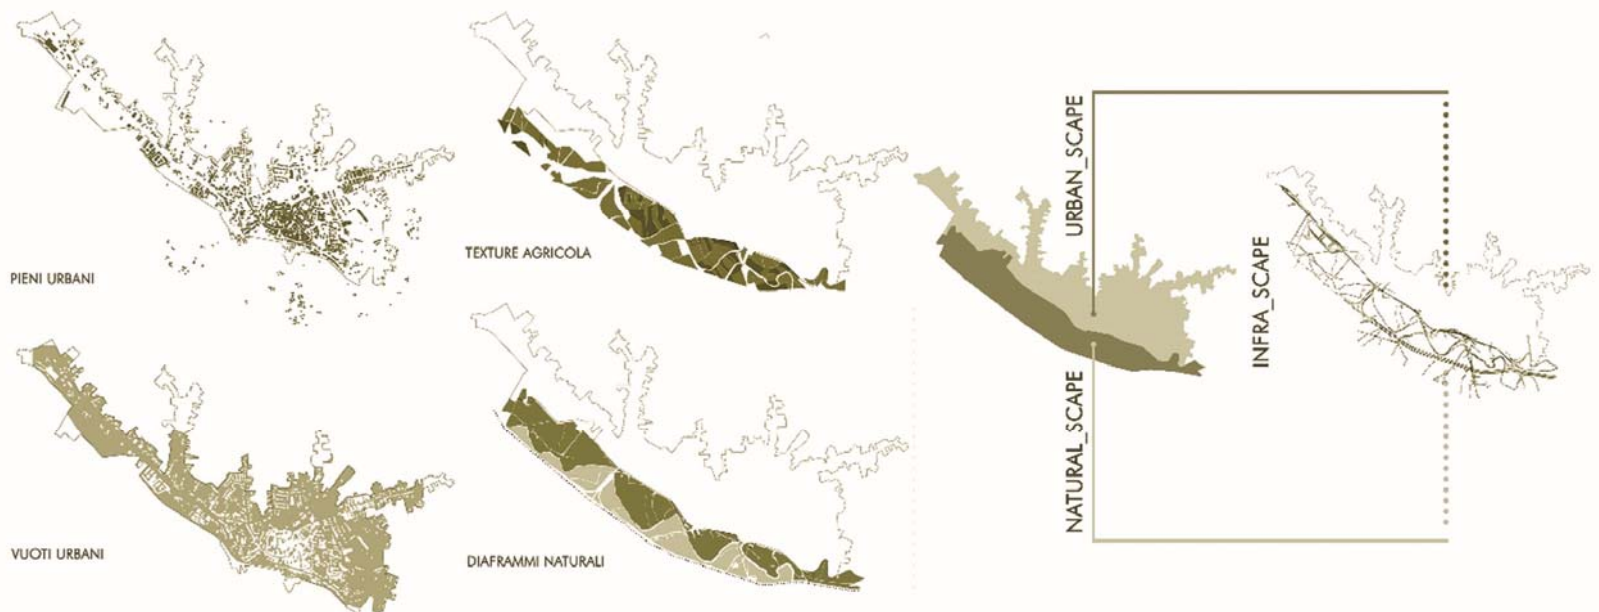 PIENI URBANI
TEXTURE AGRICOLA
VUOTI URBANI
DIAFRAMMI NATURALI
URBAN_SCAPE
NATURAL_SCAPE
INFRA_SCAPE